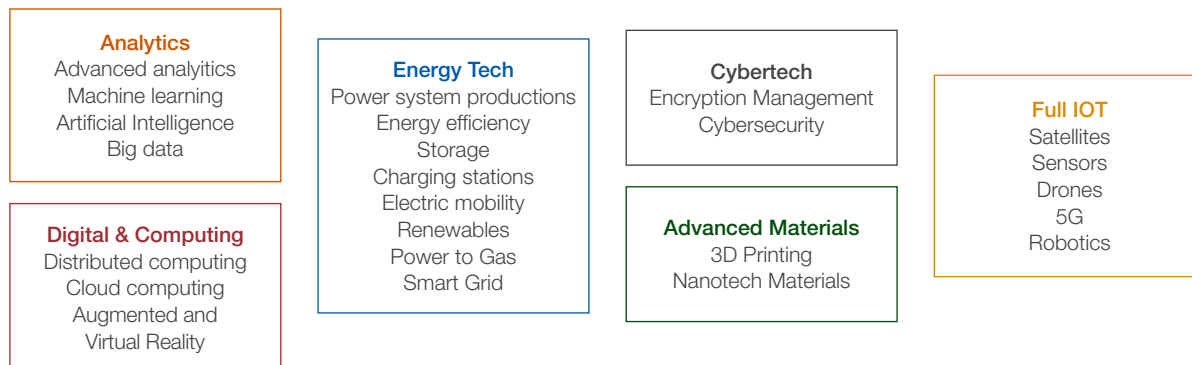 Analytics
Advanced analyitics
Machine learning
Artificial Intelligence
Big data
Digital & Computing
Distributed computing
Cloud computing
Augmented and
Virtual Reality
Energy Tech
Power system productions
Energy efficiency
Storage
Charging stations
Electric mobility
Renewables
Power to Gas
Smart Grid
Cybertech
Encryption Management
Cybersecurity
Advanced Materials
3D Printing
Nanotech Materials
Full IOT
Satellites
Sensors
Drones
5G
Robotics